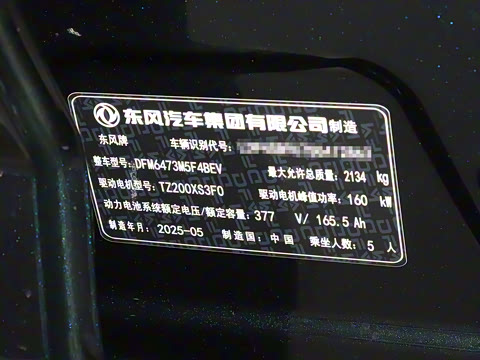 东风汽车集团有限公司制造
东风牌 车辆识别代号:
整车型号: DFM6473M5F4BEV 最大允许总质量: 2134 kg
驱动电机型号: TZ200XS3F0 驱动电机峰值功率: 160 kW
动力电池系统额定电压/额定容量: 377 V/ 165.5 Ah
制造年月: 2025-05 制造国: 中国 乘坐人数: 5 人